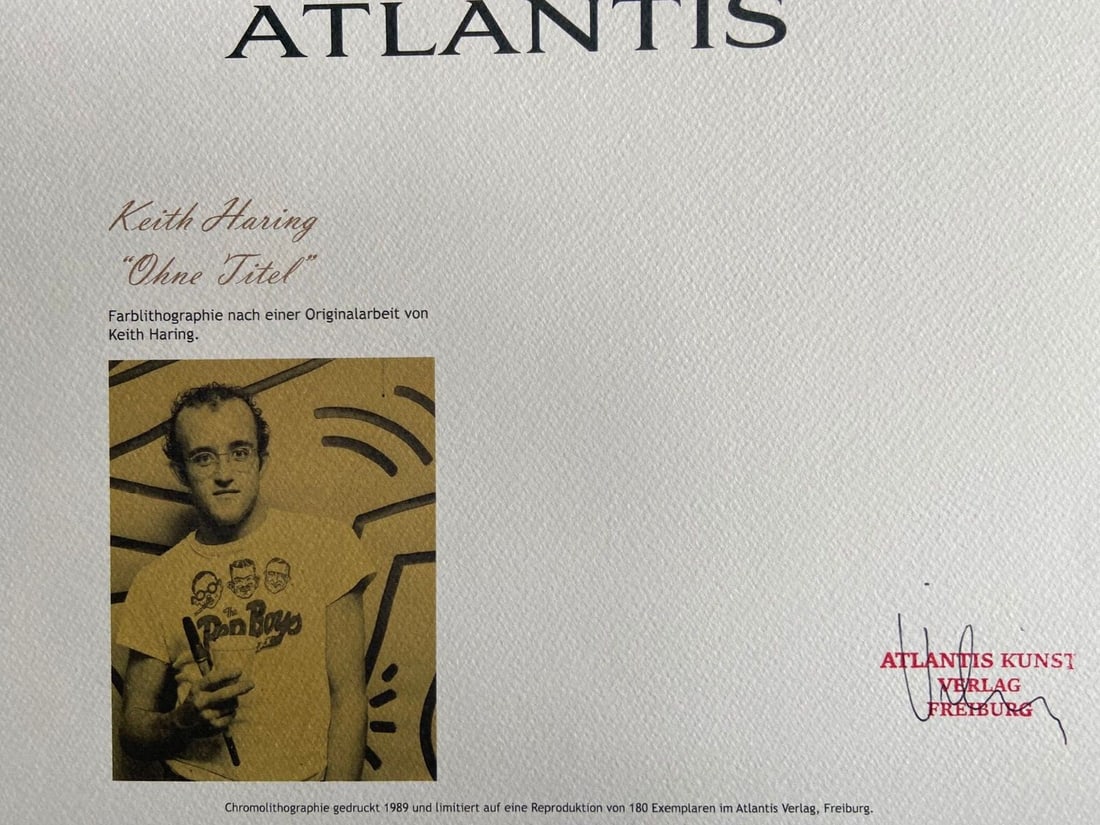 ATLANTIS
Keith Haring
"Ohne Titel"
Farblithographie nach einer Originalarbeit von
Keith Haring.
The
Boys
ATLANTIS KUNST
VERLAG
FREIBURG
Chromolithographie gedruckt 1989 und limitiert auf eine Reproduktion von 180 Exemplaren im Atlantis Verlag, Freiburg.